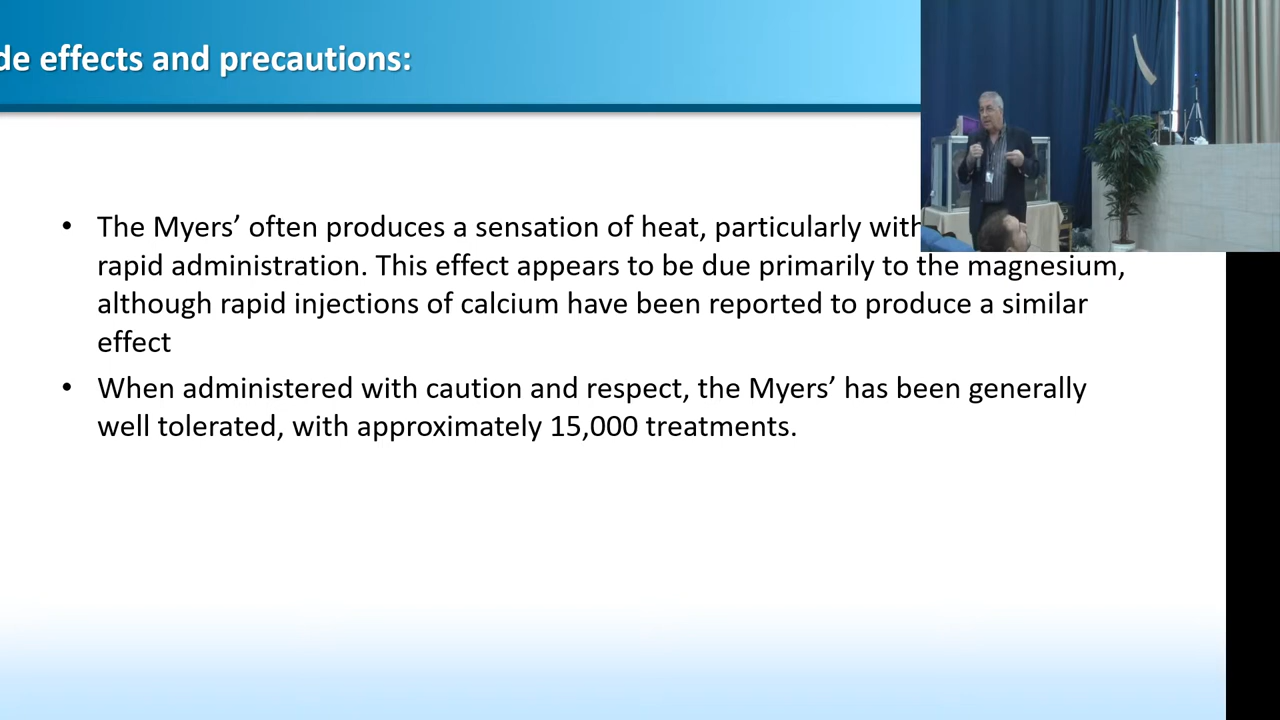 de effects and precautions:
• The Myers’ often produces a sensation of heat, particularly with
rapid administration. This effect appears to be due primarily to the magnesium,
although rapid injections of calcium have been reported to produce a similar
effect
• When administered with caution and respect, the Myers’ has been generally
well tolerated, with approximately 15,000 treatments.